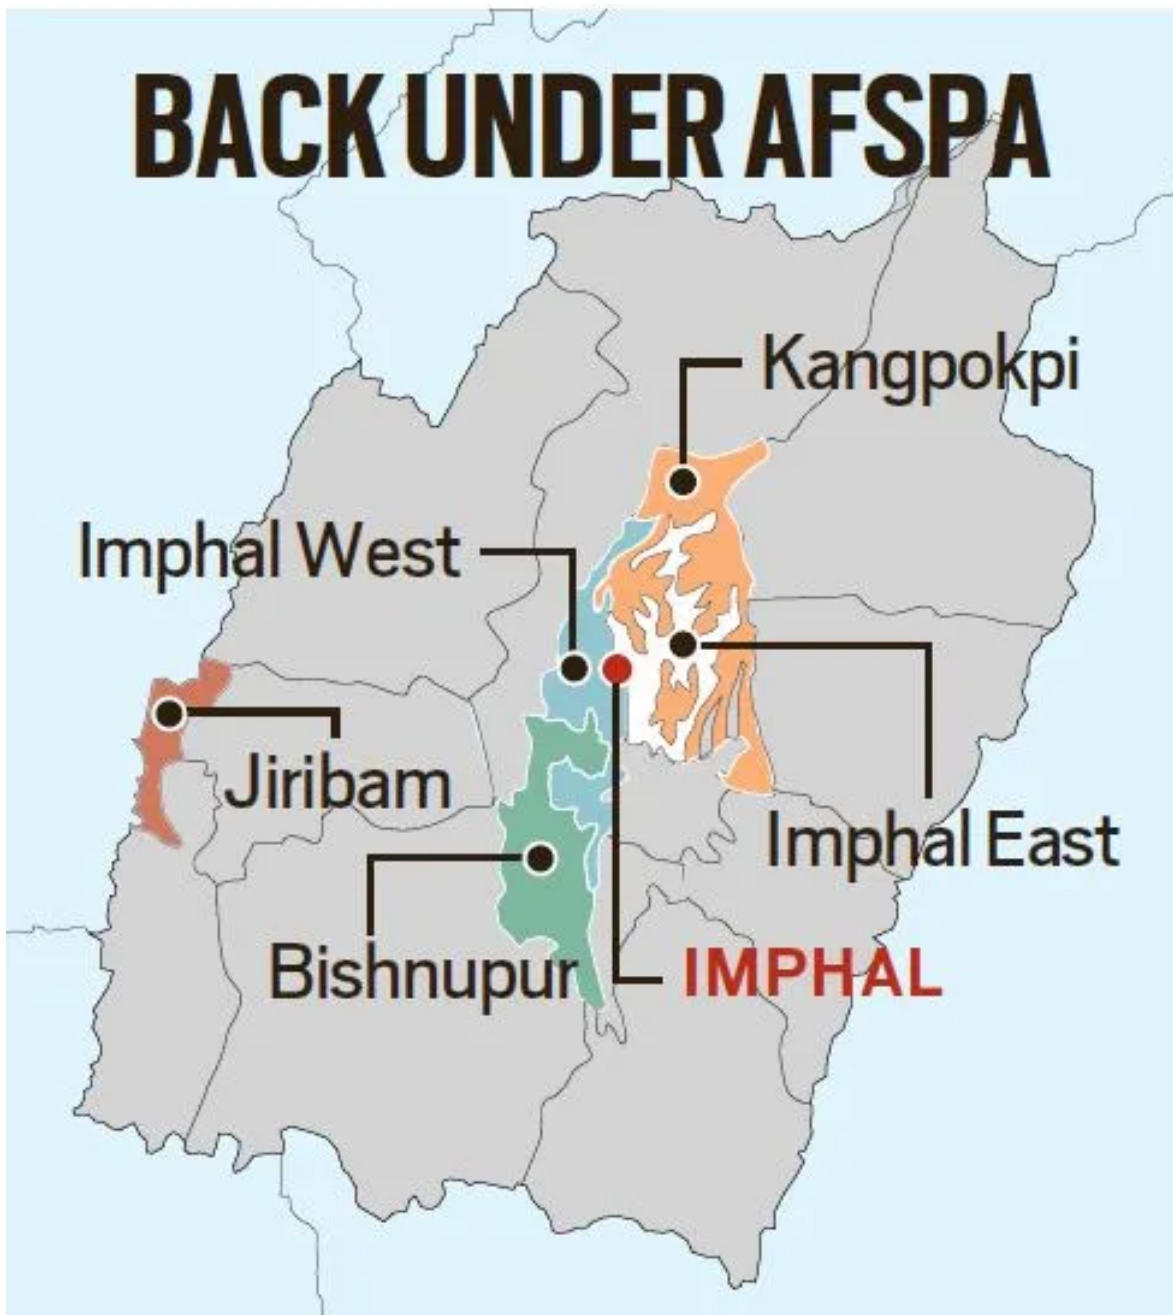 BACK UNDER AFSPA
Kangpokpi
Imphal West
Jiribam
Imphal East
Bishnupur
IMPHAL